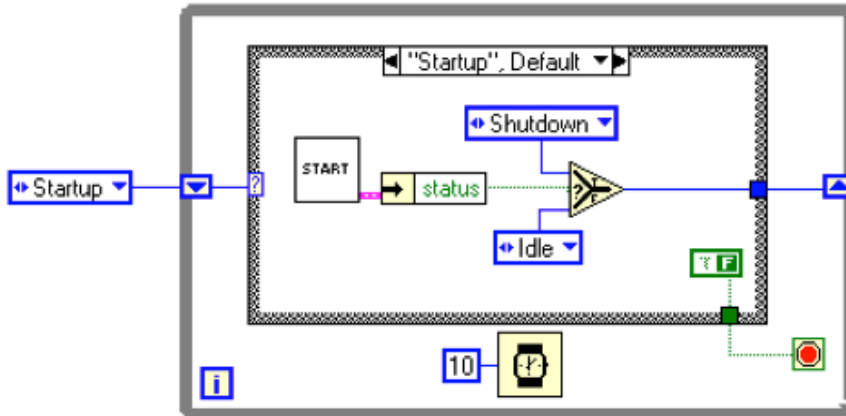 "Startup", Default
Shutdown
START
Startup
?
status
?
T
F
Idle
F
10
i